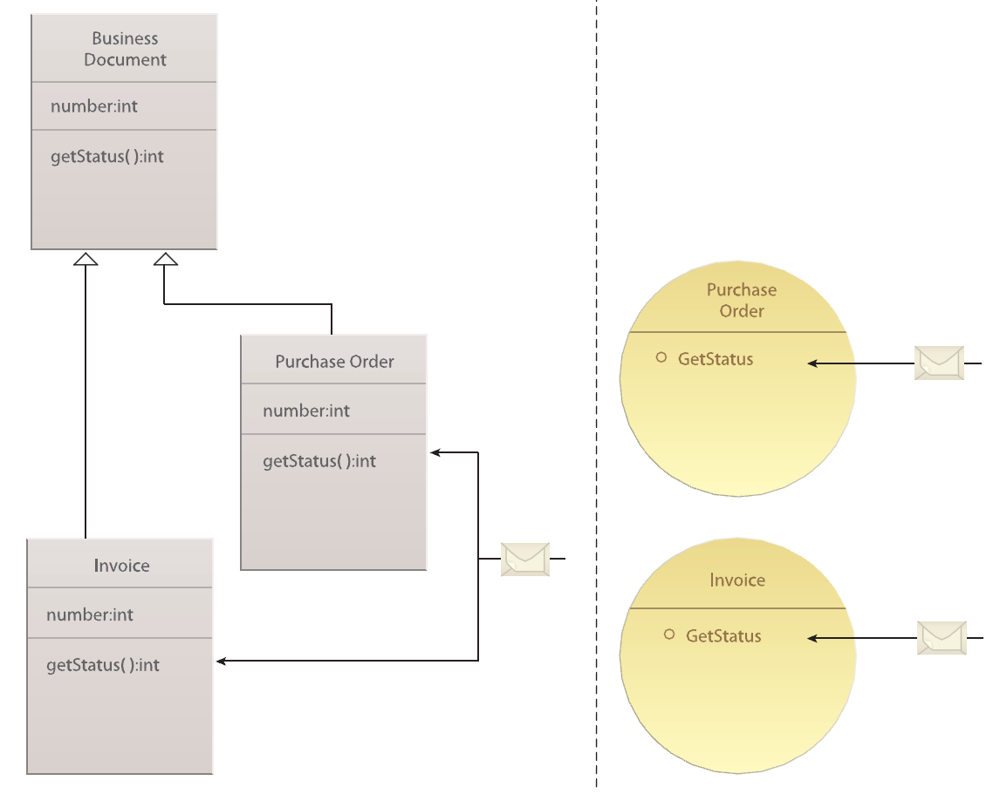 Business
Document
number:int
getStatus( ):int
Purchase Order
number:int
getStatus( ):int
Invoice
number:int
getStatus( ):int
Purchase
Order
GetStatus
Invoice
GetStatus